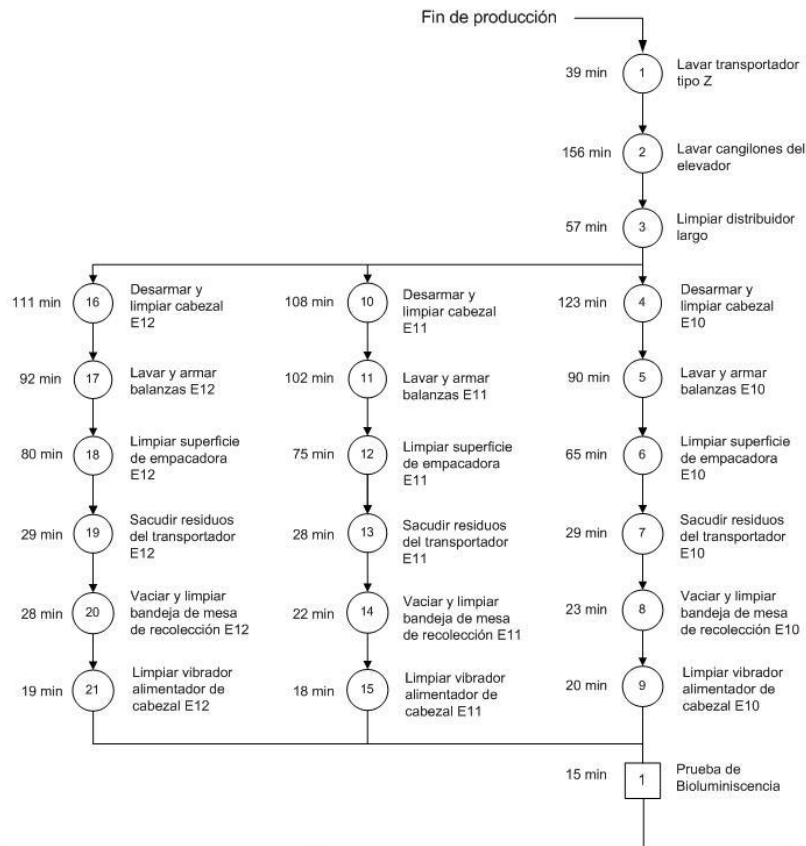 Fin de producción
39 min
1
Lavar transportador
tipo Z
156 min
2
Lavar cangilones del
elevador
57 min
3
Limpiar distribuidor
largo
111 min
16
Desarmar y
limpiar cabezal
E12
108 min
10
Desarmar y
limpiar cabezal
E11
123 min
4
Desarmar y
limpiar cabezal
E10
92 min
17
Lavar y armar
balanzas E12
102 min
11
Lavar y armar
balanzas E11
90 min
5
Lavar y armar
balanzas E10
80 min
18
Limpiar superficie
de empacadora
E12
75 min
12
Limpiar superficie
de empacadora
E11
65 min
6
Limpiar superficie
de empacadora
E10
29 min
19
Sacudir residuos
del transportador
E12
28 min
13
Sacudir residuos
del transportador
E11
29 min
7
Sacudir residuos
del transportador
E10
28 min
20
Vaciar y limpiar
bandeja de mesa
de recolección E12
22 min
14
Vaciar y limpiar
bandeja de mesa
de recolección E11
23 min
8
Vaciar y limpiar
bandeja de mesa
de recolección E10
19 min
21
Limpiar vibrador
alimentador de
cabezal E12
18 min
15
Limpiar vibrador
alimentador de
cabezal E11
20 min
9
Limpiar vibrador
alimentador de
cabezal E10
15 min
1
Prueba de
Bioluminiscencia